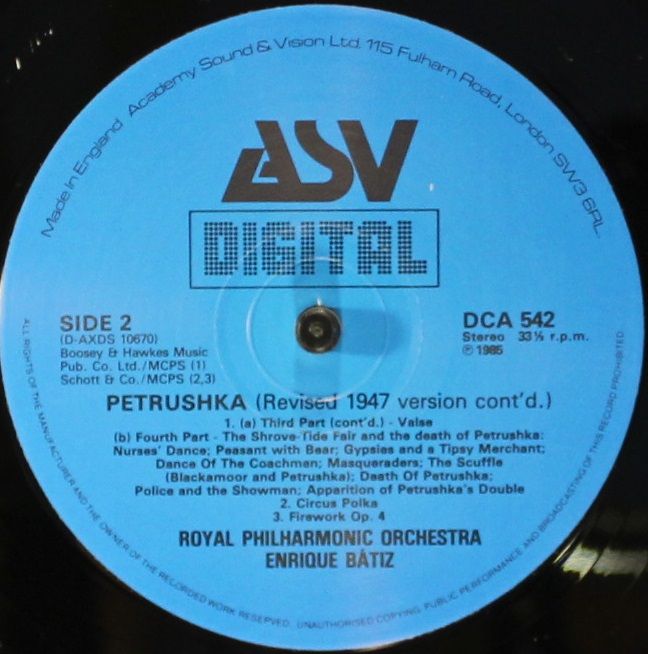 Made in England Academy Sound & Vision Ltd. 115 Fulham Road, London SW3 6RL.
ASV
DIGITAL
SIDE 2
(D-AXDS 10670)
Boosey & Hawkes Music
Pub. Co. Ltd./MCPS (1)
Schott & Co./MCPS (2,3)
DCA 542
Stereo 33⅓ r.p.m.
℗ 1985
PETRUSHKA (Revised 1947 version cont'd.)
1. (a) Third Part (cont'd.) - Valse
(b) Fourth Part - The Shrove-Tide Fair and the death of Petrushka:
Nurses' Dance; Peasant with Bear; Gypsies and a Tipsy Merchant;
Dance Of The Coachmen; Masqueraders; The Scuffle
(Blackamoor and Petrushka); Death Of Petrushka;
Police and the Showman; Apparition of Petrushka's Double
2. Circus Polka
3. Firework Op. 4
ROYAL PHILHARMONIC ORCHESTRA
ENRIQUE BÁTIZ
ALL RIGHTS OF THE MANUFACTURER AND THE OWNER OF THE RECORDED WORK RESERVED. UNAUTHORISED COPYING, PUBLIC PERFORMANCE AND BROADCASTING OF THIS RECORD PROHIBITED.